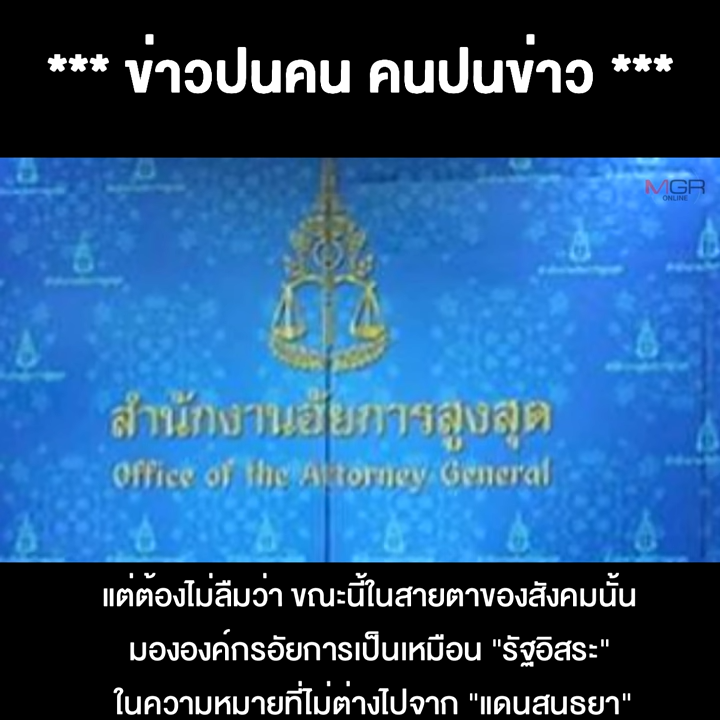 *** ข่าวปนคน คนปนข่าว ***
MGR
ONLINE
สำนักงานอัยการสูงสุด
Office of the Attorney General
แต่ต้องไม่ลืมว่า ขณะนี้ในสายตาของสังคมนั้น
มององค์กรอัยการเป็นเหมือน "รัฐอิสระ"
ในความหมายที่ไม่ต่างไปจาก "แดนสนธยา"